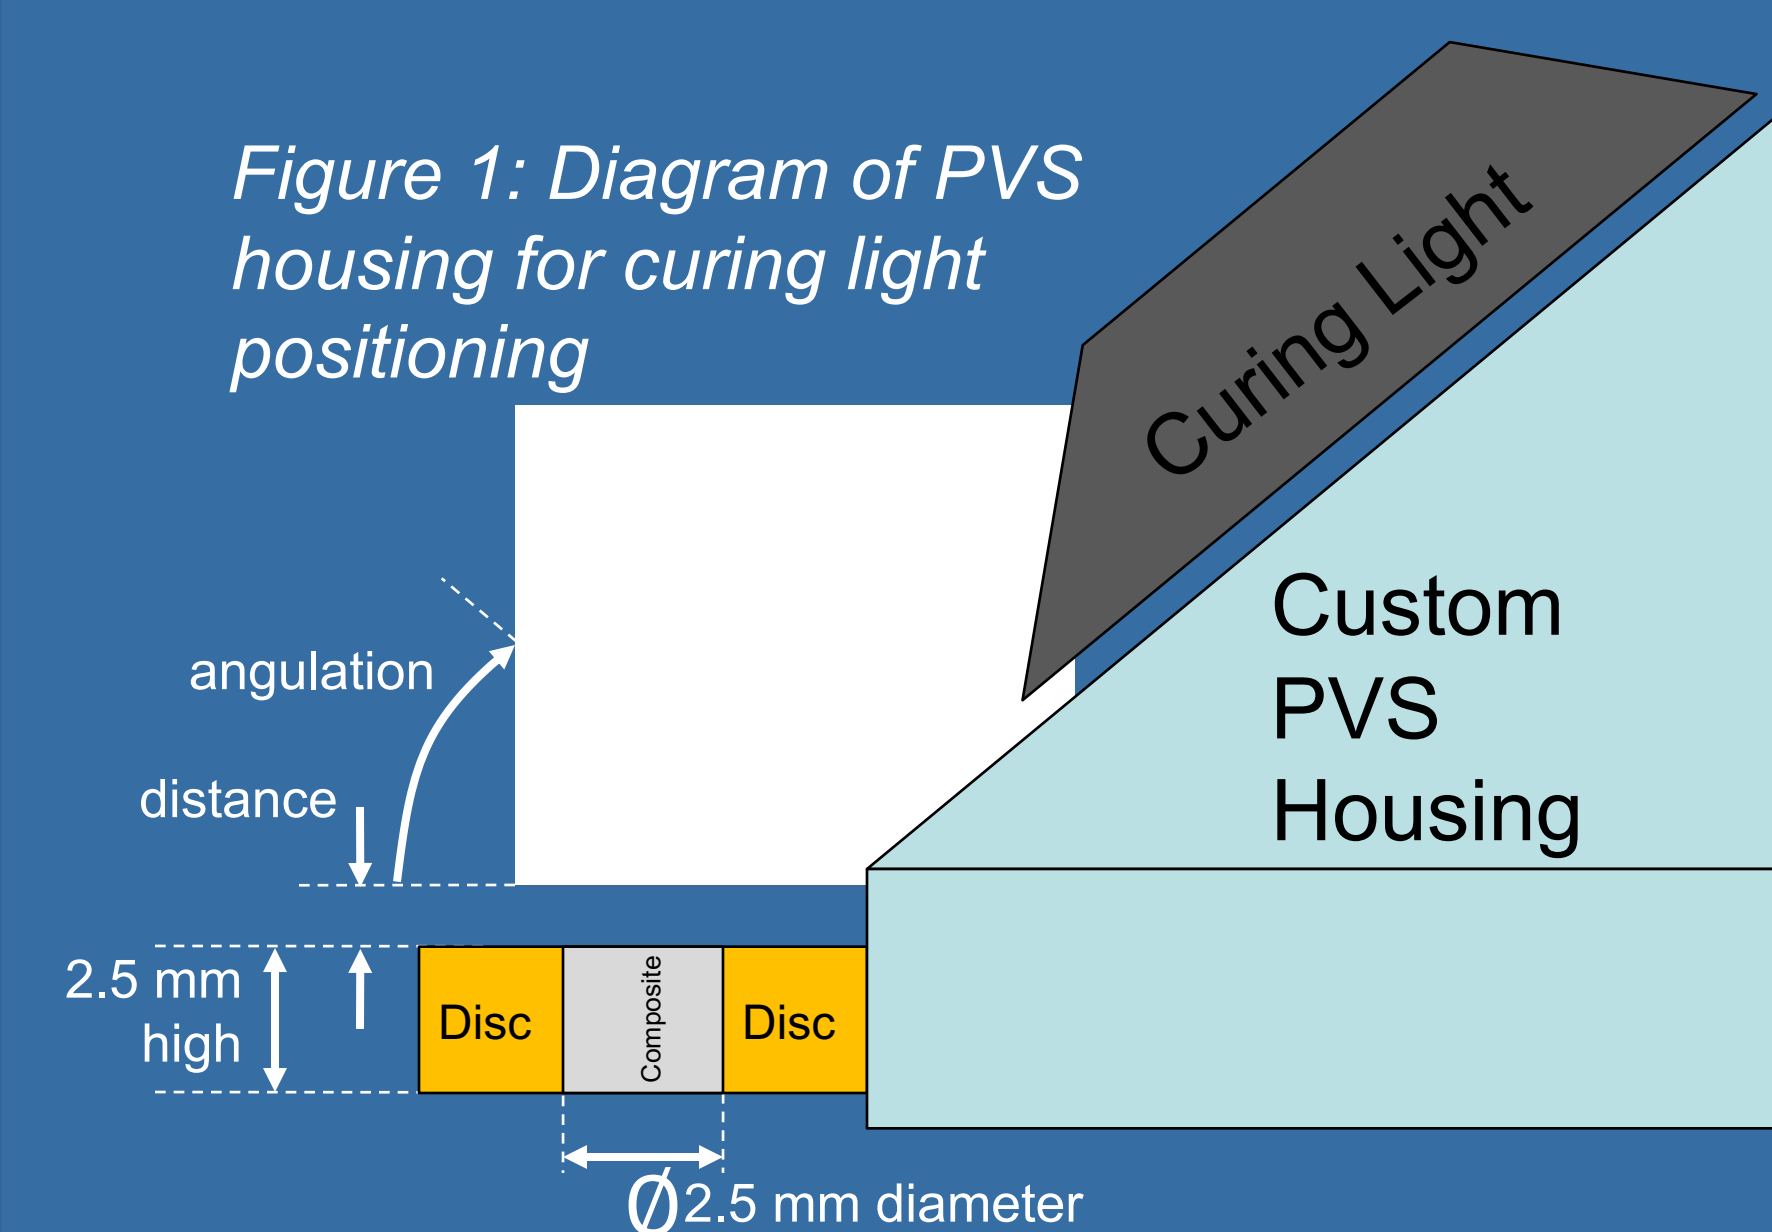 Figure 1: Diagram of PVS
housing for curing light
positioning
Curing Light
angulation
distance
Custom
PVS
Housing
2.5 mm
high
Disc
Composite
Disc
Ø2.5 mm diameter